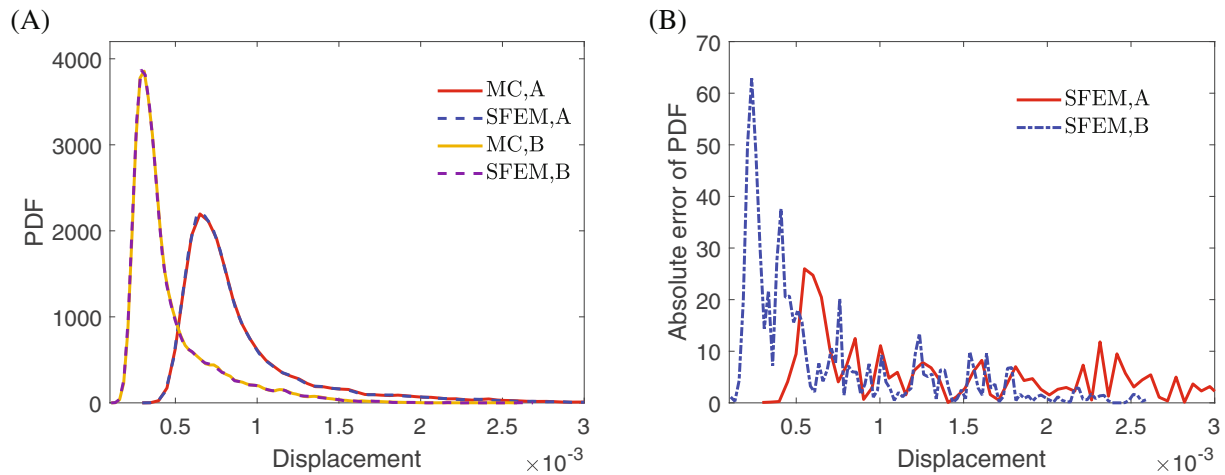 (A)
4000
3000
2000
1000
0
PDF
MC,A
SFEM,A
MC,B
SFEM,B
0.5
1
1.5
2
2.5
3
Displacement
×10⁻³
(B)
70
60
50
40
30
20
10
0
Absolute error of PDF
SFEM,A
SFEM,B
0.5
1
1.5
2
2.5
3
Displacement
×10⁻³